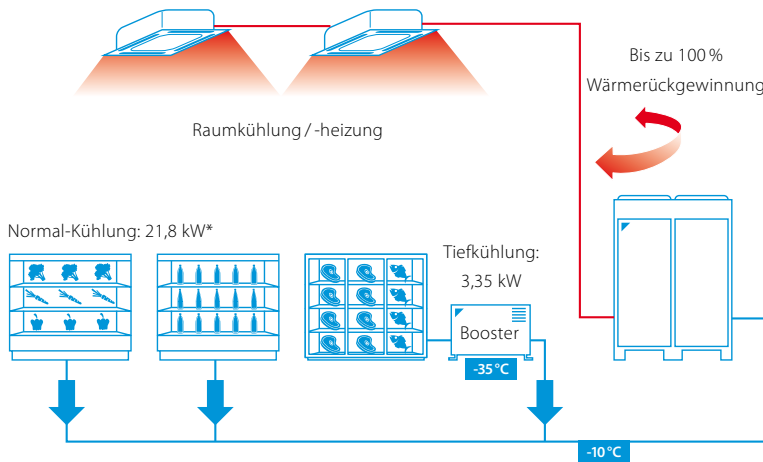 Bis zu 100 %
Wärmerückgewinnung
Raumkühlung / -heizung
Normal-Kühlung: 21,8 kW*
Tiefkühlung:
3,35 kW
Booster
-35 °C
-10 °C